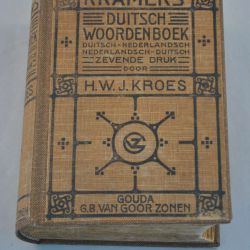 KRAMERS
DUITSCH
WOORDENBOEK
DUITSCH-NEDERLANDSCH
NEDERLANDSCH-DUITSCH
ZEVENDE DRUK
DOOR
H.W.J. KROES
GOUDA
G.B. VAN GOOR ZONEN